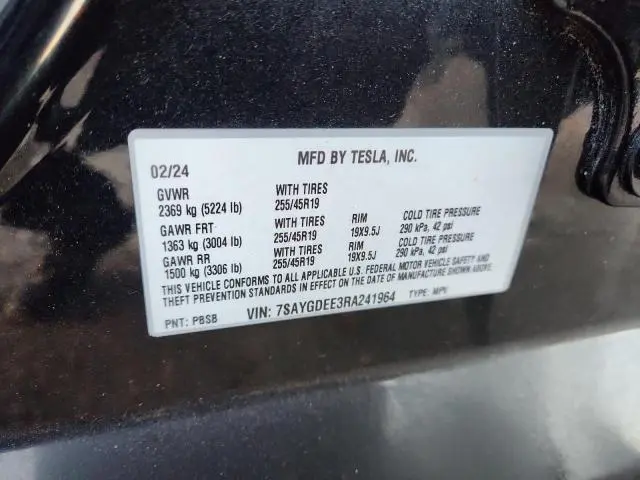 02/24 MFD BY TESLA, INC.
GVWR WITH TIRES
2369 kg (5224 lb) 255/45R19
GAWR FRT WITH TIRES RIM COLD TIRE PRESSURE
1363 kg (3004 lb) 255/45R19 19X9.5J 290 kPa, 42 psi
GAWR RR WITH TIRES RIM COLD TIRE PRESSURE
1500 kg (3306 lb) 255/45R19 19X9.5J 290 kPa, 42 psi
THIS VEHICLE CONFORMS TO ALL APPLICABLE U.S. FEDERAL MOTOR VEHICLE SAFETY AND
THEFT PREVENTION STANDARDS IN EFFECT ON THE DATE OF MANUFACTURE SHOWN ABOVE.
PNT: PBSB VIN: 7SAYGDEE3RA241964 TYPE: MPV